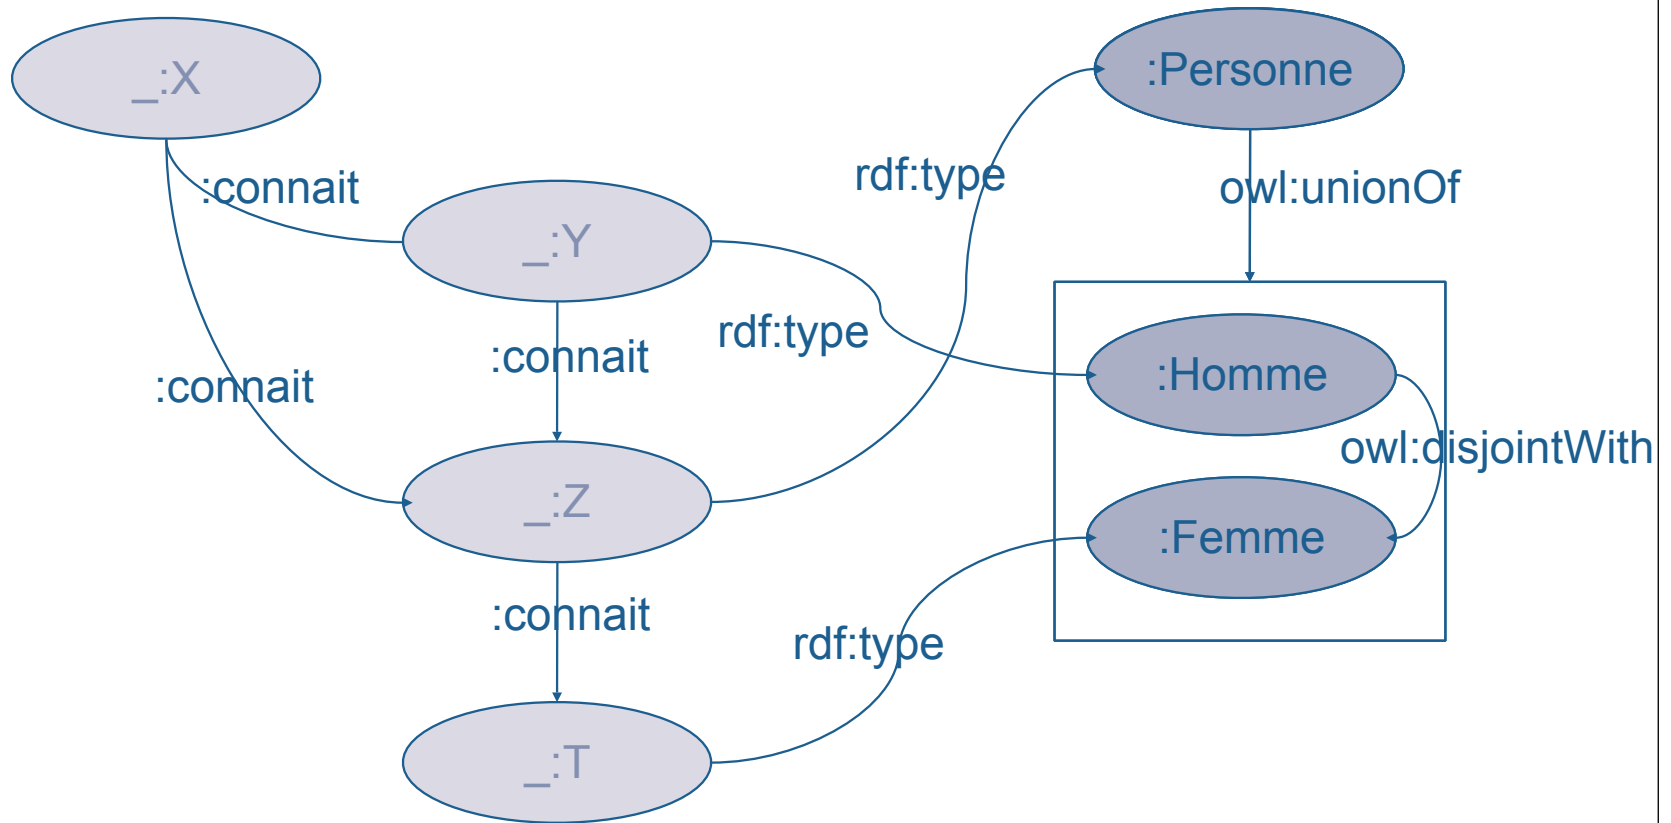 _:X
:Personne
:connait
rdf:type
owl:unionOf
_:Y
rdf:type
:connait
:connait
:Homme
owl:disjointWith
_:Z
:Femme
:connait
rdf:type
_:T